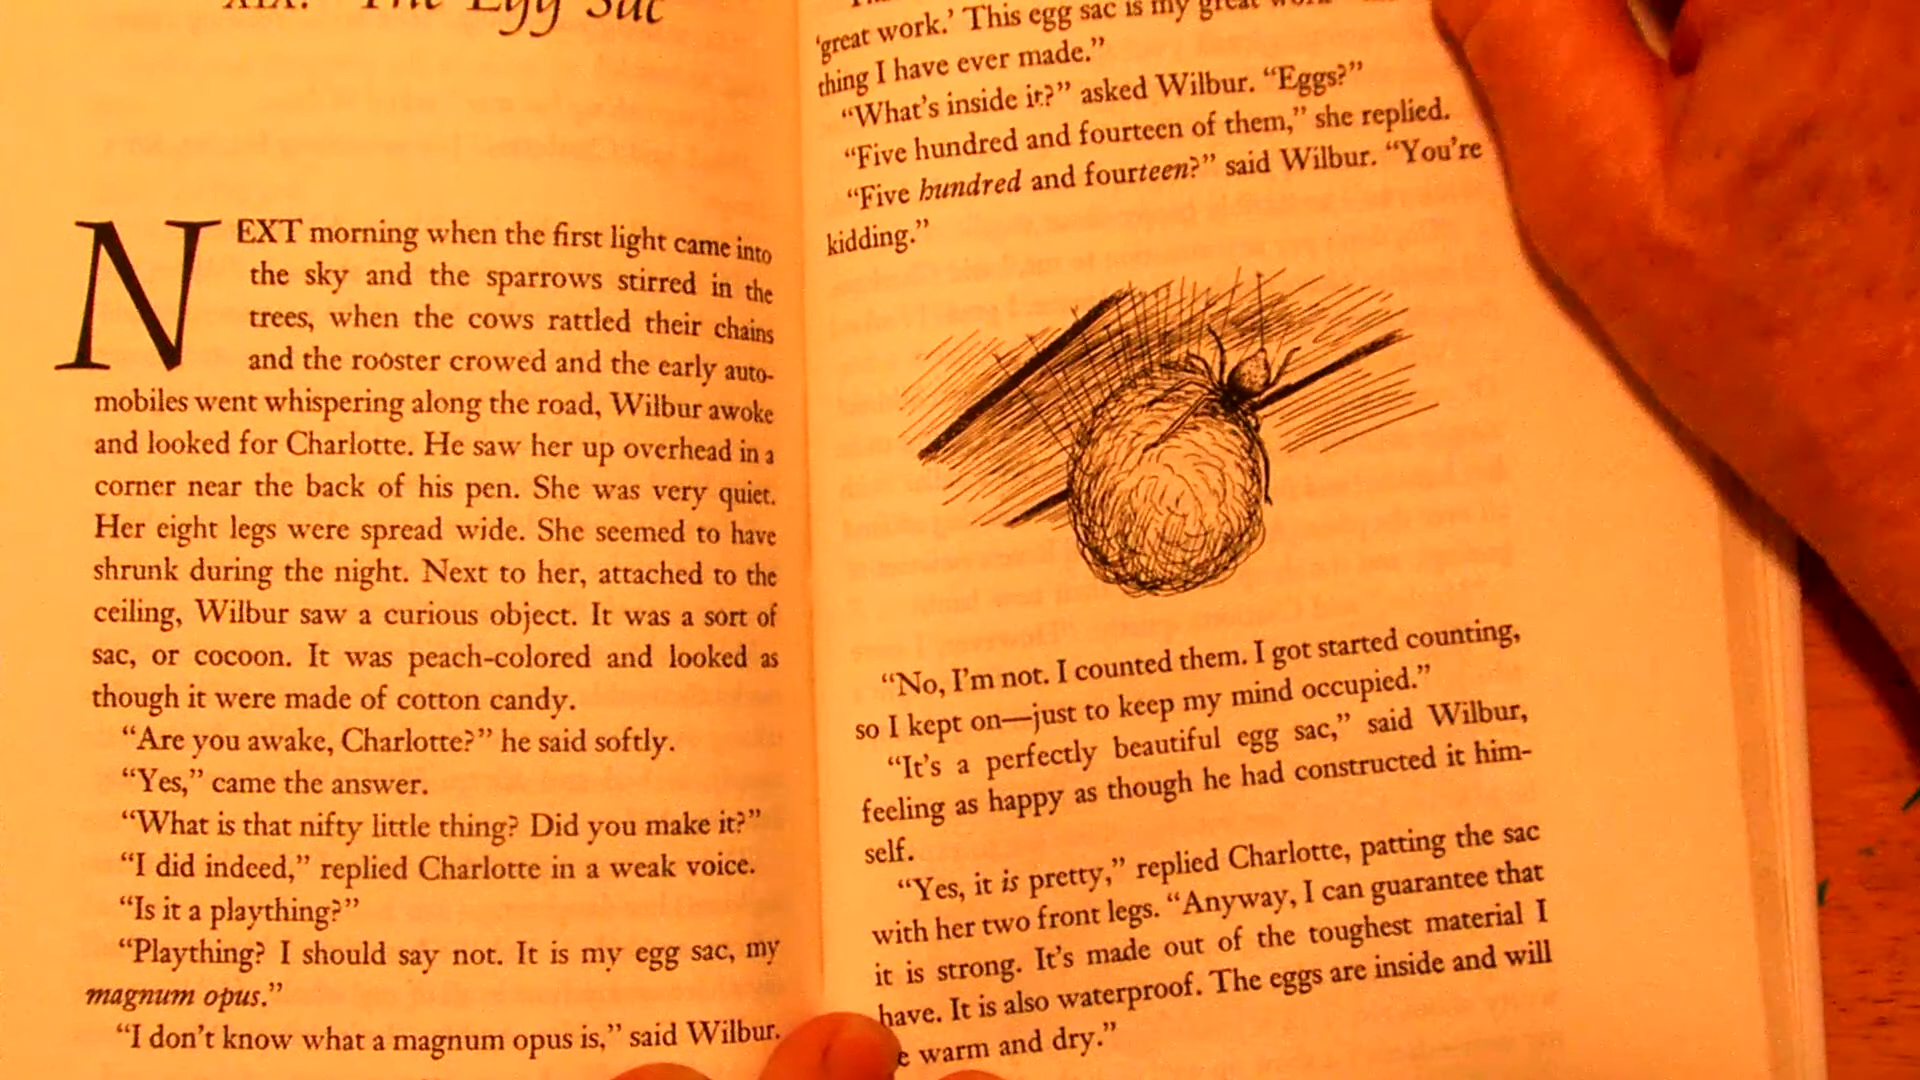 XIX. The Egg Sac
NEXT morning when the first light came into
the sky and the sparrows stirred in the
trees, when the cows rattled their chains
and the rooster crowed and the early auto-
mobiles went whispering along the road, Wilbur awoke
and looked for Charlotte. He saw her up overhead in a
corner near the back of his pen. She was very quiet.
Her eight legs were spread wide. She seemed to have
shrunk during the night. Next to her, attached to the
ceiling, Wilbur saw a curious object. It was a sort of
sac, or cocoon. It was peach-colored and looked as
though it were made of cotton candy.
“Are you awake, Charlotte?” he said softly.
“Yes,” came the answer.
“What is that nifty little thing? Did you make it?”
“I did indeed,” replied Charlotte in a weak voice.
“Is it a plaything?”
“Plaything? I should say not. It is my egg sac, my
magnum opus.”
“I don't know what a magnum opus is,” said Wilbur.
‘great work.’ This egg sac is my great
thing I have ever made.”
“What's inside it?” asked Wilbur. “Eggs?”
“Five hundred and fourteen of them,” she replied.
“Five hundred and fourteen?” said Wilbur. “You're
kidding.”
“No, I'm not. I counted them. I got started counting,
so I kept on—just to keep my mind occupied.”
“It's a perfectly beautiful egg sac,” said Wilbur,
feeling as happy as though he had constructed it him-
self.
“Yes, it is pretty,” replied Charlotte, patting the sac
with her two front legs. “Anyway, I can guarantee that
it is strong. It's made out of the toughest material I
have. It is also waterproof. The eggs are inside and will
e warm and dry.”